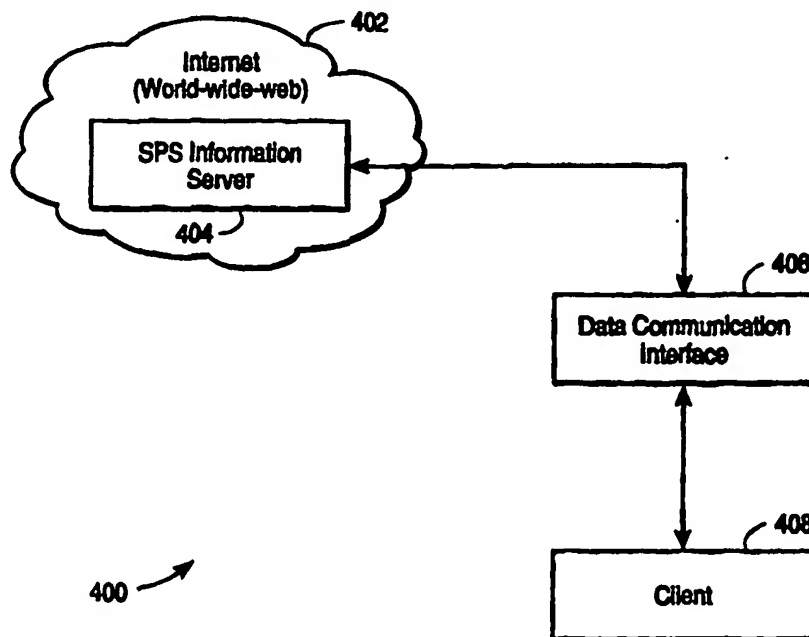 402
Internet
(World-wide-web)
SPS Information
Server
404
406
Data Communication
Interface
408
Client
400